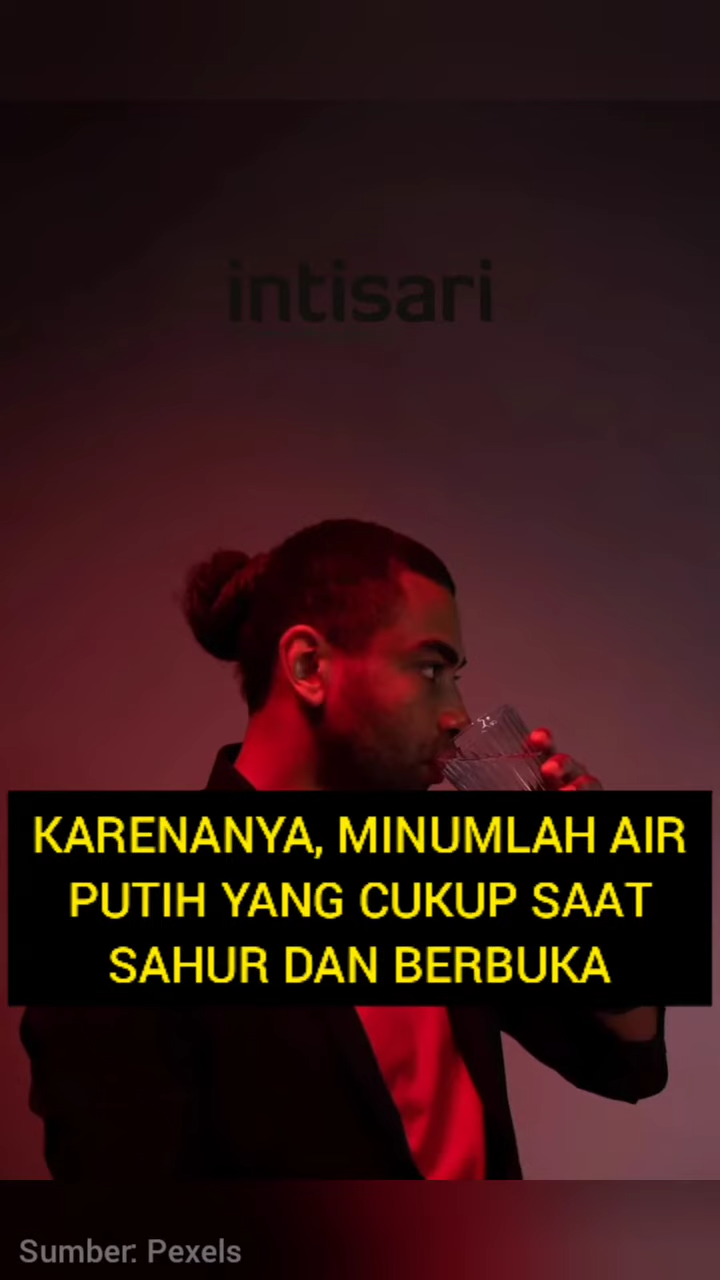 intisari
KARENANYA, MINUMLAH AIR
PUTIH YANG CUKUP SAAT
SAHUR DAN BERBUKA
Sumber: Pexels